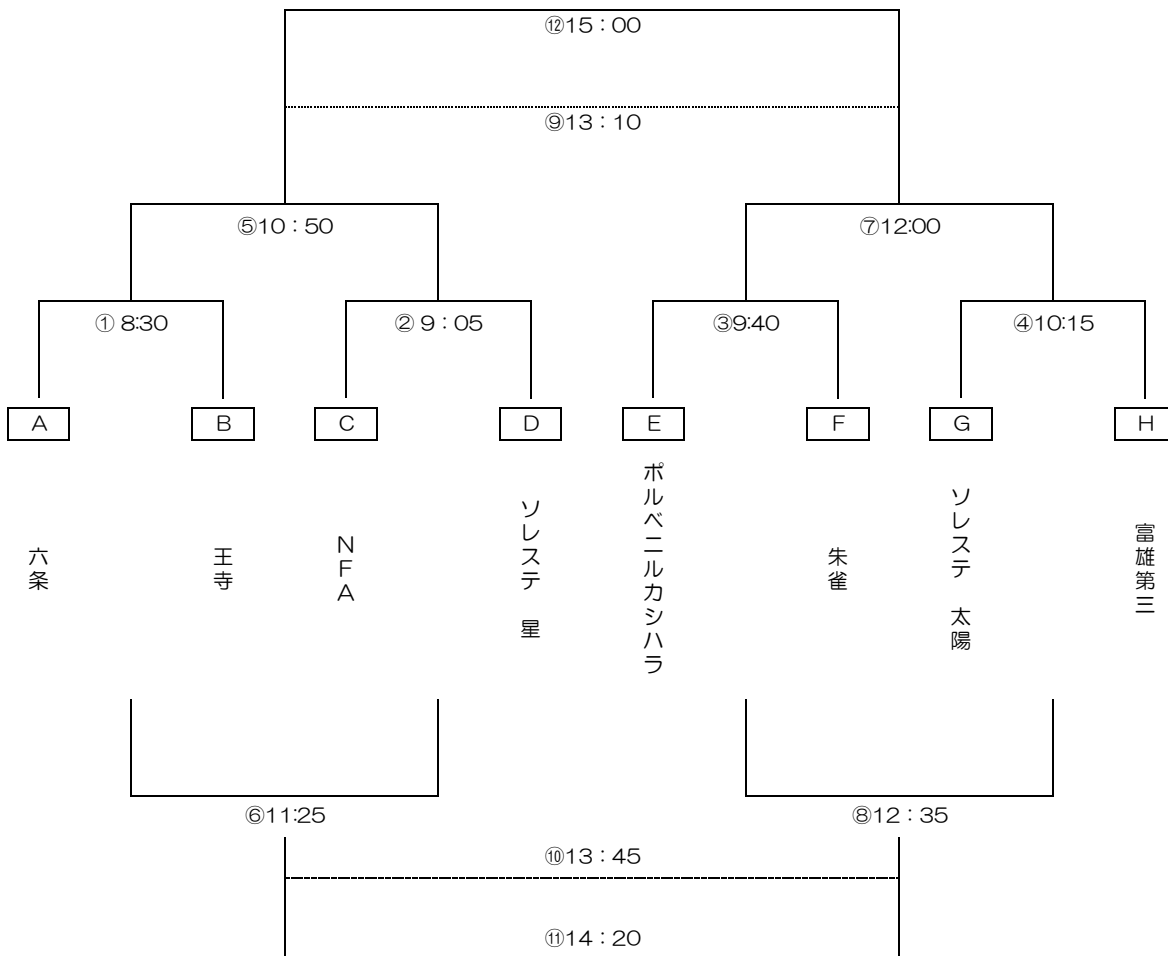 ⑫15：00
⑨13：10
⑤10：50
⑦12:00
① 8:30
② 9：05
③9:40
④10:15
A
B
C
D
E
F
G
H
六条
王寺
NFA
ソレステ 星
ポルベニルカシハラ
朱雀
ソレステ 太陽
富雄第三
⑥11:25
⑧12：35
⑩13：45
⑪14：20